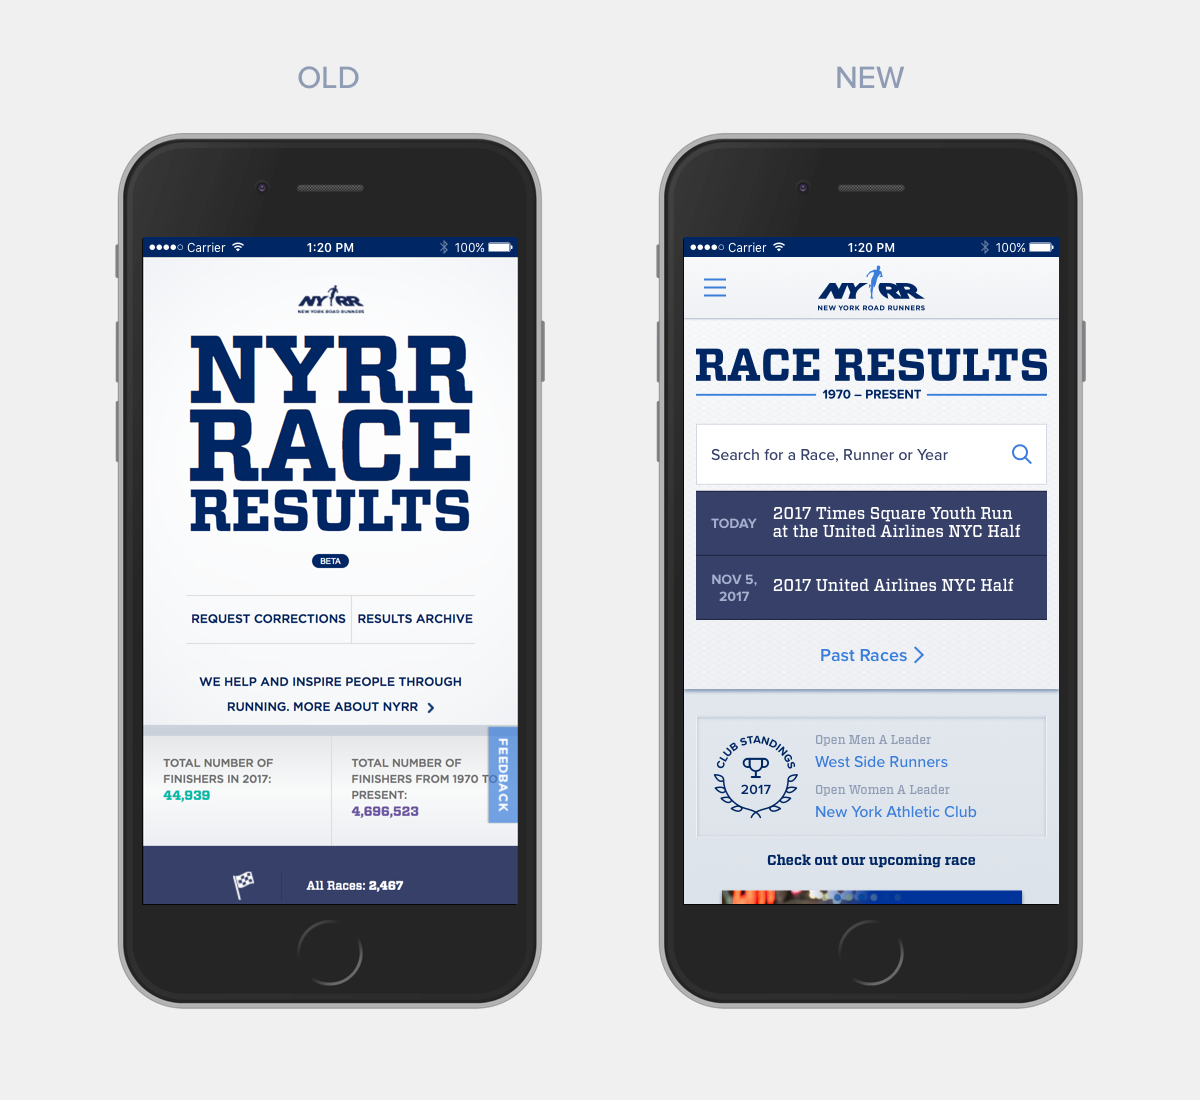 OLD
●●●●○ Carrier 1:20 PM 100%
NYRR
NEW YORK ROAD RUNNERS
NYRR
RACE
RESULTS
BETA
REQUEST CORRECTIONS
RESULTS ARCHIVE
WE HELP AND INSPIRE PEOPLE THROUGH
RUNNING. MORE ABOUT NYRR
TOTAL NUMBER OF
FINISHERS IN 2017:
44,939
TOTAL NUMBER OF
FINISHERS FROM 1970 TO
PRESENT:
4,696,523
FEEDBACK
All Races: 2,467
NEW
●●●●○ Carrier 1:20 PM 100%
NYRR
NEW YORK ROAD RUNNERS
RACE RESULTS
1970 – PRESENT
Search for a Race, Runner or Year
TODAY
2017 Times Square Youth Run
at the United Airlines NYC Half
NOV 5,
2017
2017 United Airlines NYC Half
Past Races
CLUB STANDINGS
2017
Open Men A Leader
West Side Runners
Open Women A Leader
New York Athletic Club
Check out our upcoming race